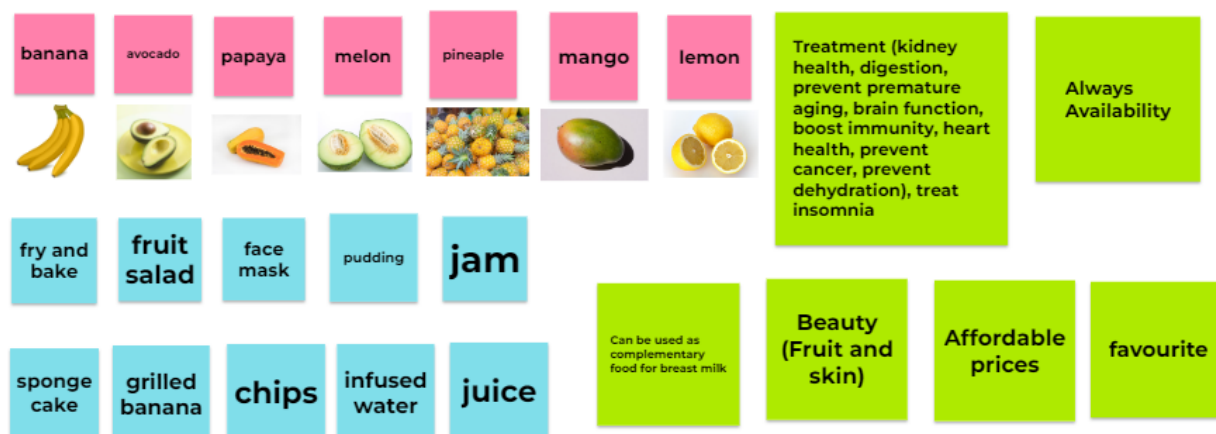 banana
avocado
papaya
melon
pineaple
mango
lemon
Treatment (kidney
health, digestion,
prevent premature
aging, brain function,
boost immunity, heart
health, prevent
cancer, prevent
dehydration), treat
insomnia
Always
Availability
fry and
bake
fruit
salad
face
mask
pudding
jam
sponge
cake
grilled
banana
chips
infused
water
juice
Can be used as
complementary
food for breast milk
Beauty
(Fruit and
skin)
Affordable
prices
favourite